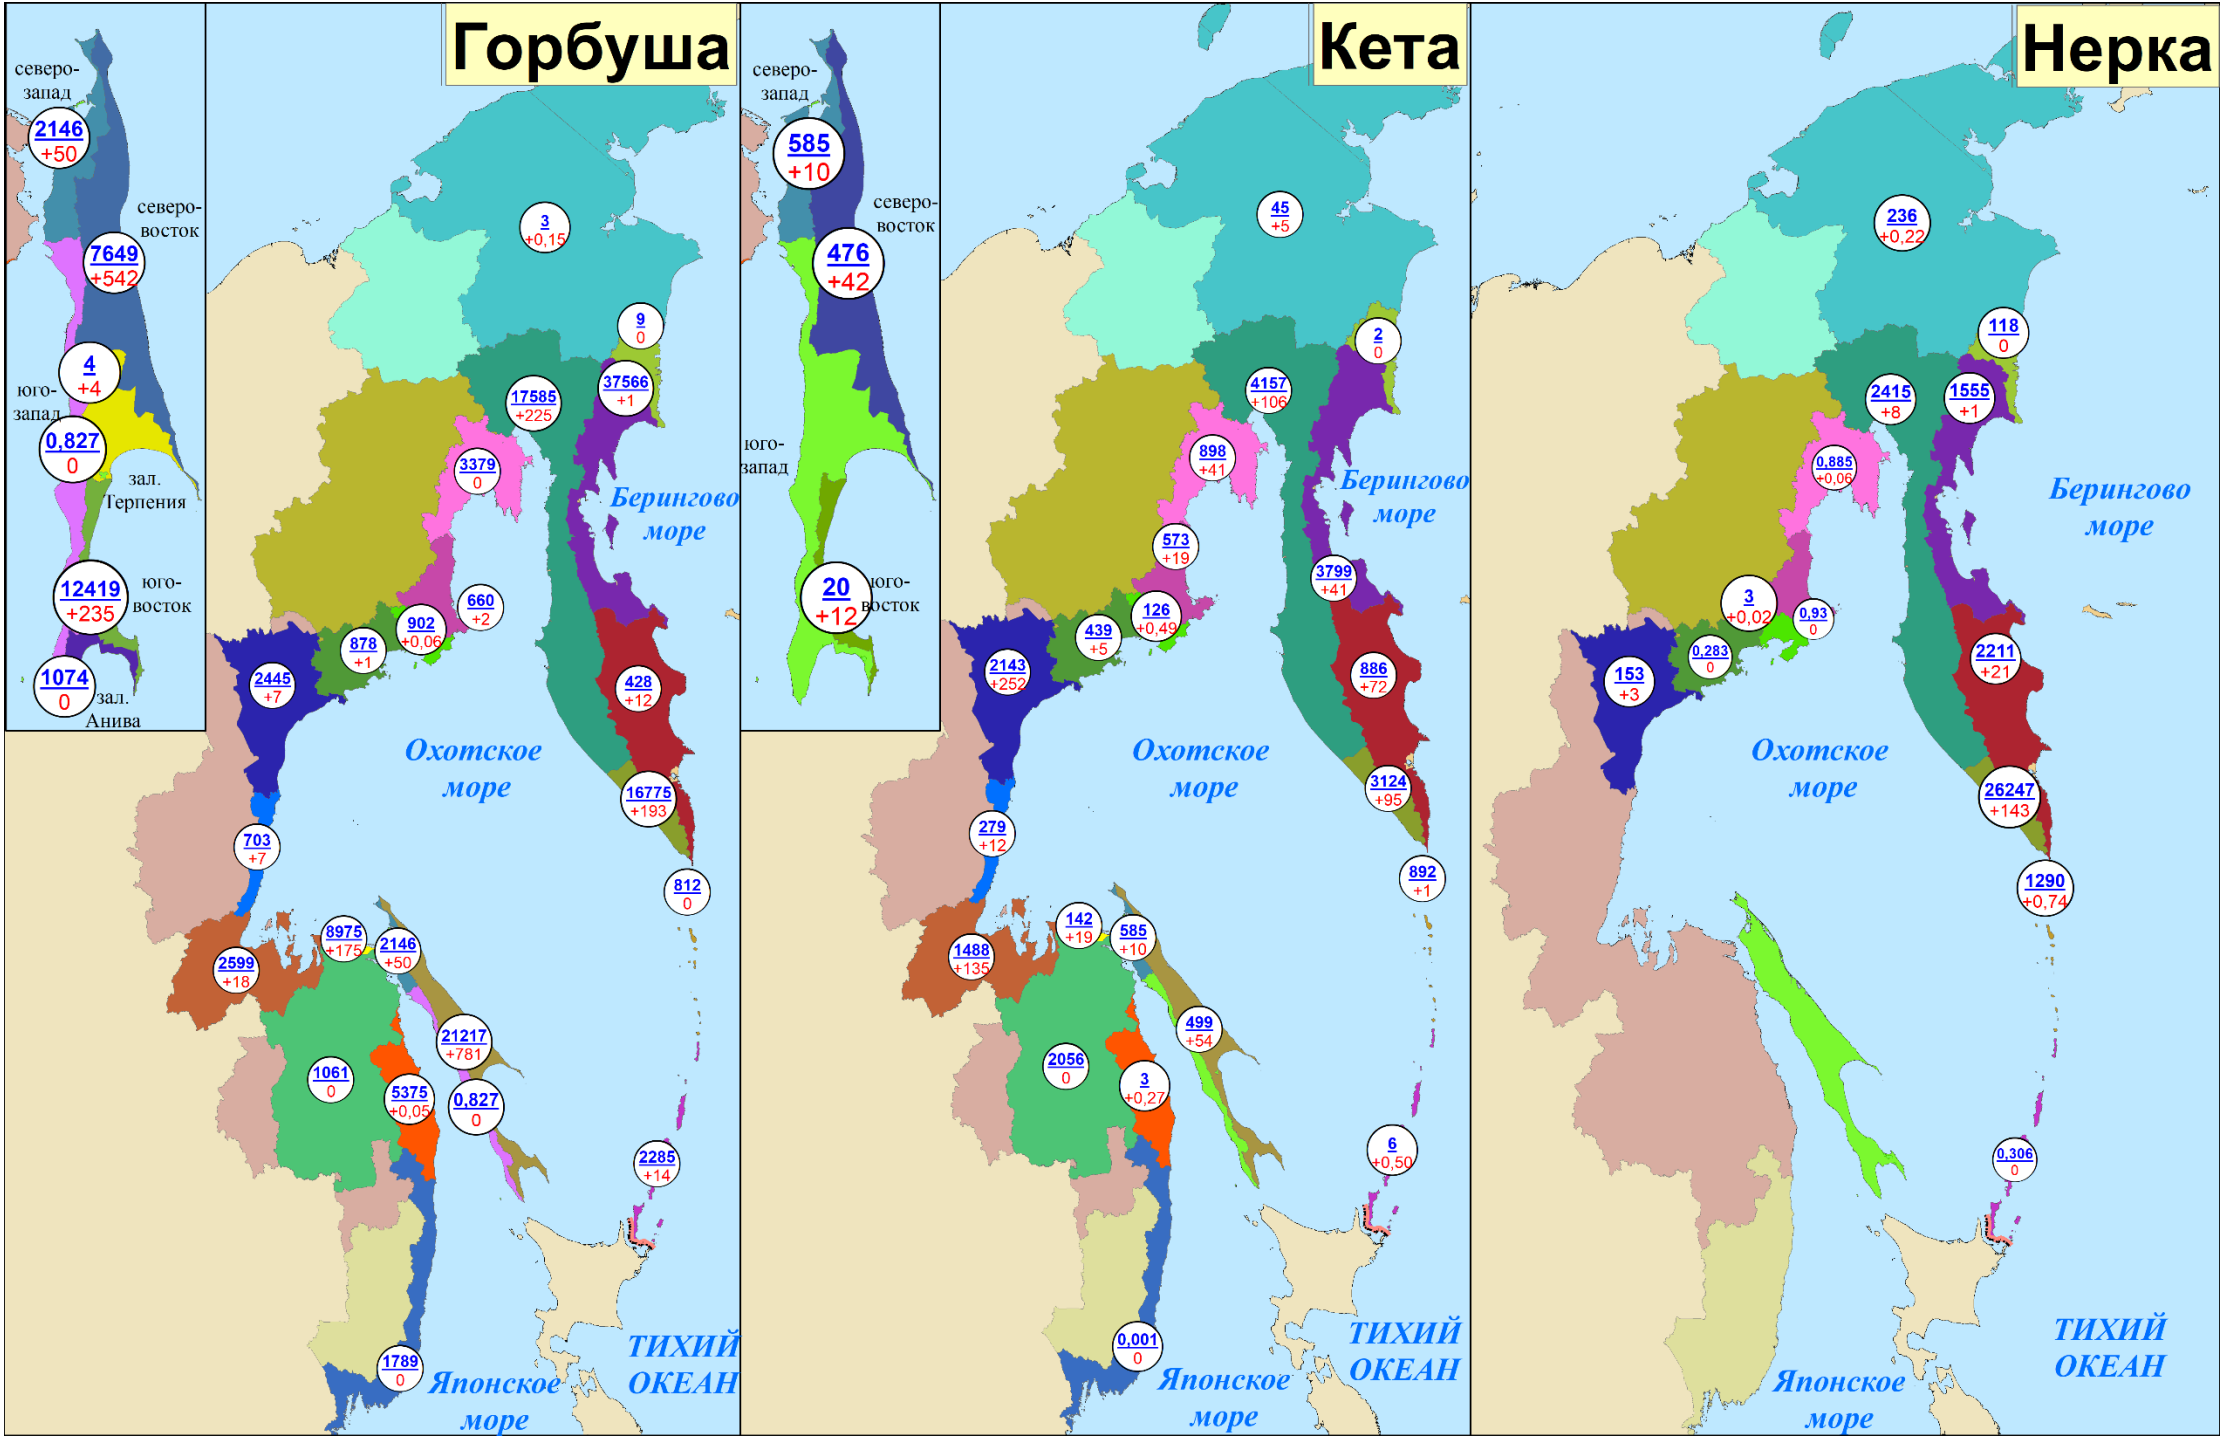 Горбуша
северо-
запад
2146
+50
северо-
восток
7649
+542
4
+4
юго-
запад
0,827
0
зал.
Терпения
12419
+235
юго-
восток
1074
0
зал.
Анива
3
+0,15
9
0
37566
+1
17585
+225
3379
0
Берингово
море
660
+2
902
+0,06
878
+1
2445
+7
428
+12
Охотское
море
16775
+193
703
+7
812
0
8975
+175
2146
+50
2599
+18
21217
+781
1061
0
5375
+0,05
0,827
0
2285
+14
1789
0
ТИХИЙ
ОКЕАН
Японское
море
Кета
северо-
запад
585
+10
северо-
восток
476
+42
юго-
запад
20
+12
юго-
восток
45
+5
2
0
4157
+106
898
+41
Берингово
море
573
+19
3799
+41
126
+0,49
439
+5
2143
+252
886
+72
Охотское
море
3124
+95
279
+12
892
+1
142
+19
585
+10
1488
+135
499
+54
2056
0
3
+0,27
6
+0,50
0,001
0
ТИХИЙ
ОКЕАН
Японское
море
Нерка
236
+0,22
118
0
2415
+8
1555
+1
0,885
+0,06
Берингово
море
3
+0,02
0,93
0
0,283
0
153
+3
2211
+21
Охотское
море
26247
+143
1290
+0,74
0,306
0
ТИХИЙ
ОКЕАН
Японское
море